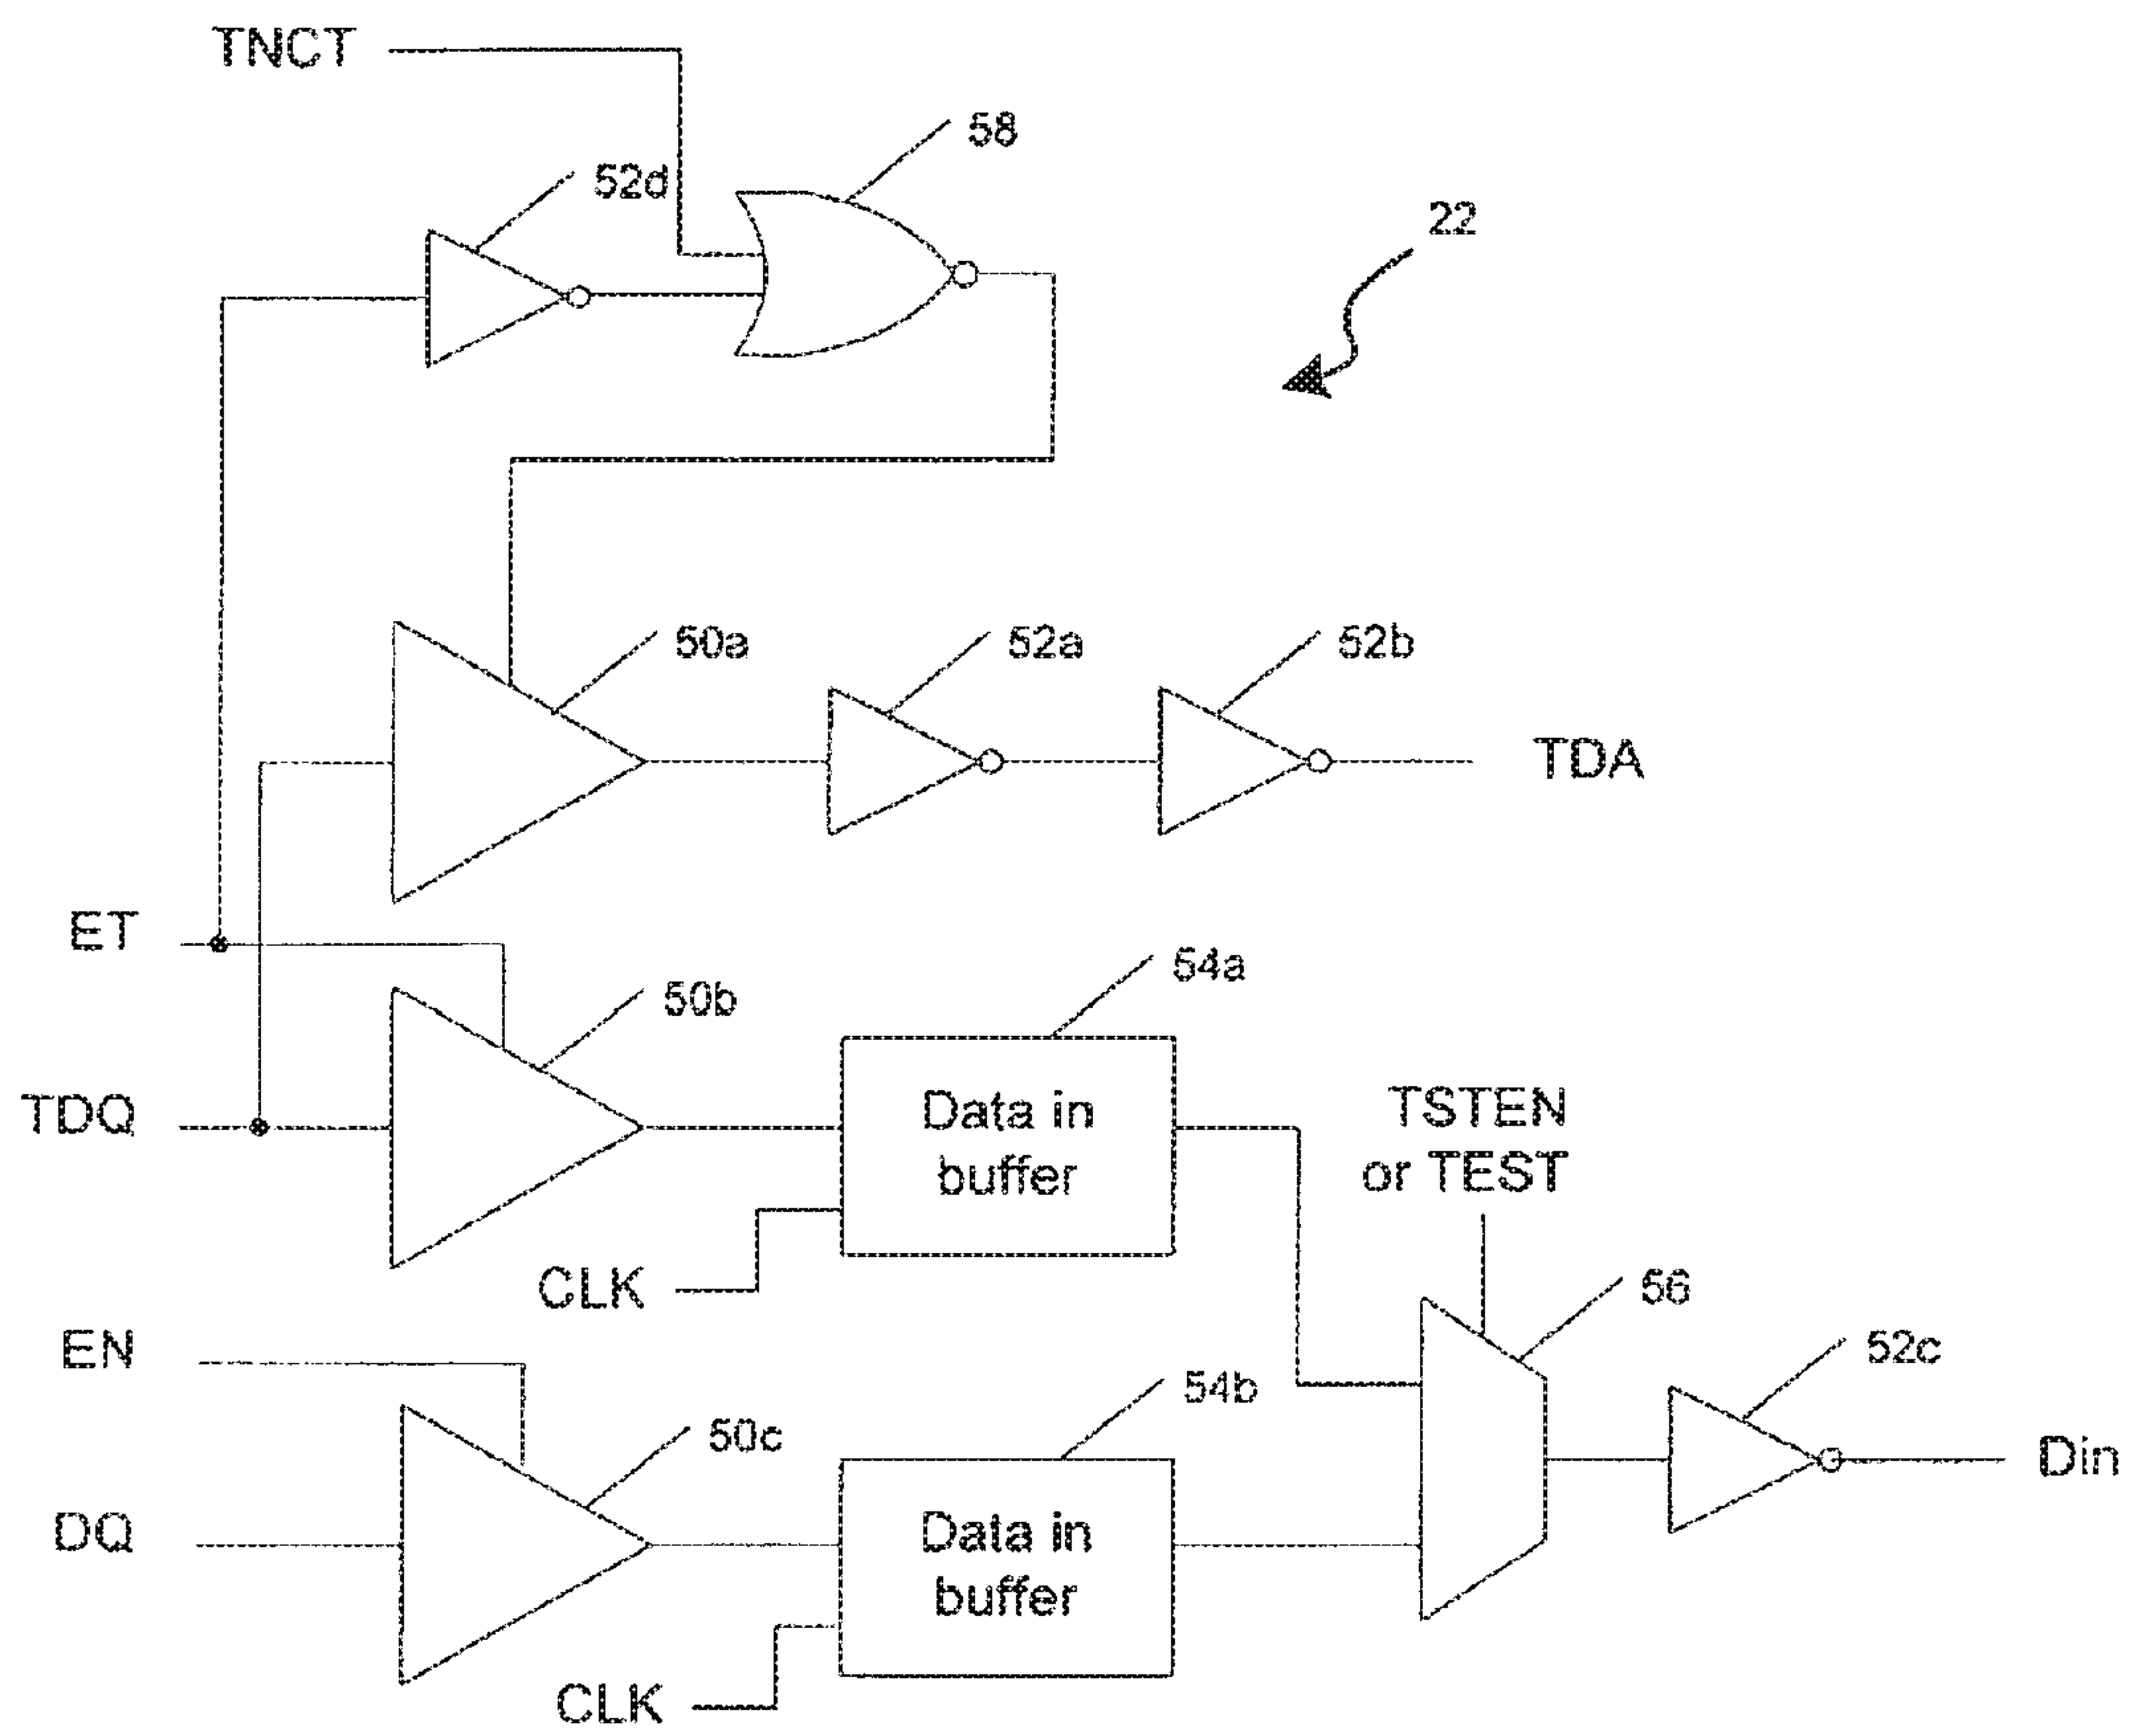 TNCT
58
52d
22
50a
52a
52b
TDA
ET
54a
50b
TDQ
Data in
buffer
TSTEN
or TEST
CLK
56
EN
52c
54b
50c
Din
DQ
Data in
buffer
CLK